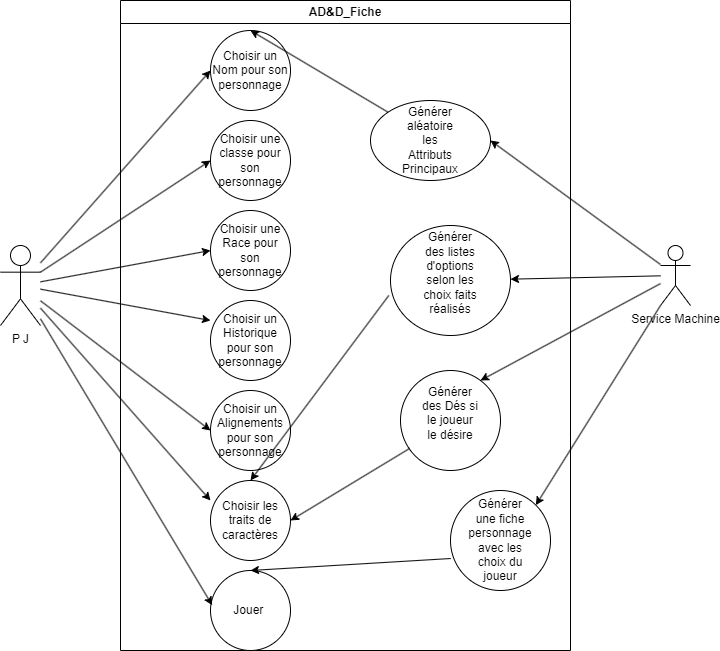 AD&D_Fiche
Choisir un
Nom pour son
personnage
Générer
aléatoire
les
Attributs
Principaux
Choisir une
classe pour
son
personnage
Choisir une
Race pour
son
personnage
Générer
des listes
d'options
selon les
choix faits
réalisés
P J
Service Machine
Choisir un
Historique
pour son
personnage
Choisir un
Alignements
pour son
personnage
Générer
des Dés si
le joueur
le désire
Choisir les
traits de
caractères
Générer
une fiche
personnage
avec les
choix du
joueur
Jouer